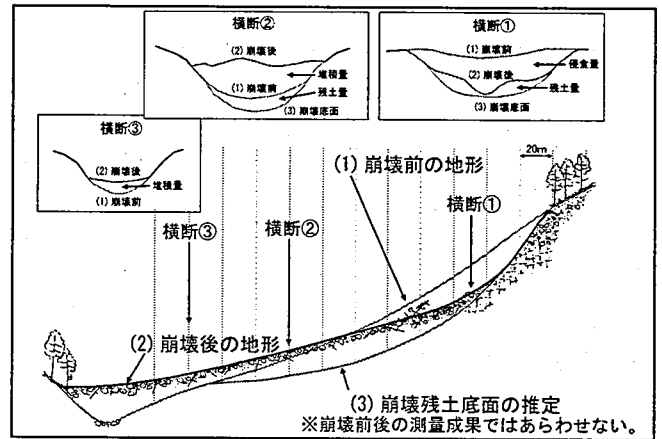 横断②
(2) 崩壊後
堆積量
(1) 崩壊前
残土量
(3) 崩壊底面
横断①
(1) 崩壊前
侵食量
(2) 崩壊後
残土量
(3) 崩壊底面
横断③
(2) 崩壊後
堆積量
(1) 崩壊前
20m
(1) 崩壊前の地形
横断①
横断②
横断③
(2) 崩壊後の地形
(3) 崩壊残土底面の推定
※崩壊前後の測量成果ではあらわせない。